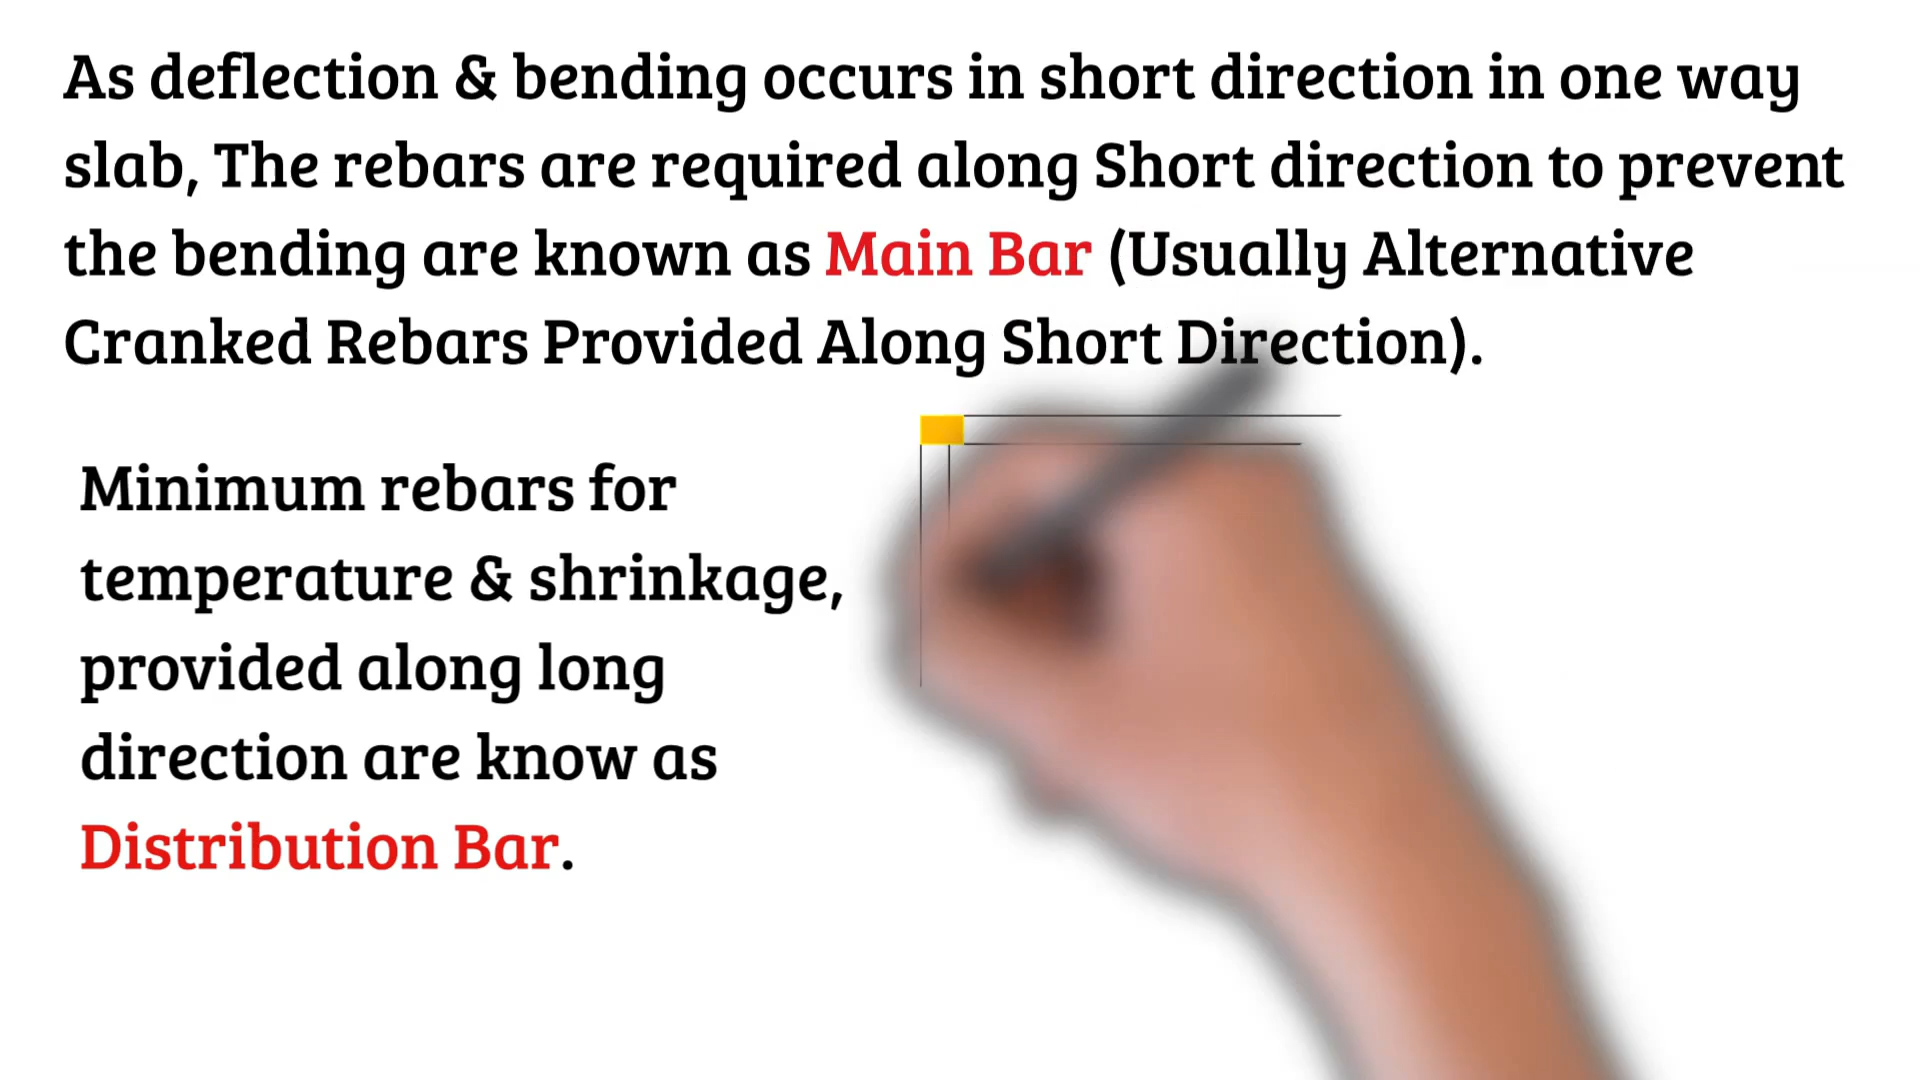 As deflection & bending occurs in short direction in one way
slab, The rebars are required along Short direction to prevent
the bending are known as Main Bar (Usually Alternative
Cranked Rebars Provided Along Short Direction).
Minimum rebars for
temperature & shrinkage,
provided along long
direction are know as
Distribution Bar.